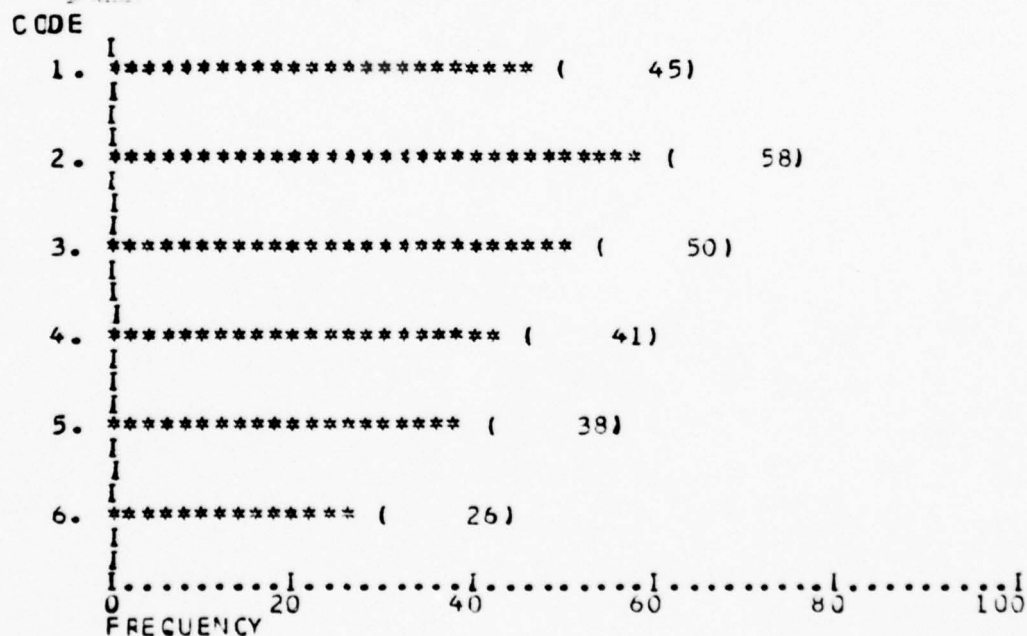 CODE
I
1. ************************ ( 45)
I
I
I
2. ****************************** ( 58)
I
I
I
3. ************************** ( 50)
I
I
I
4. ********************** ( 41)
I
I
I
5. ******************** ( 38)
I
I
I
6. ************** ( 26)
I
I
I.........I.........I.........I.........I.........I
0 20 40 60 80 100
FREQUENCY